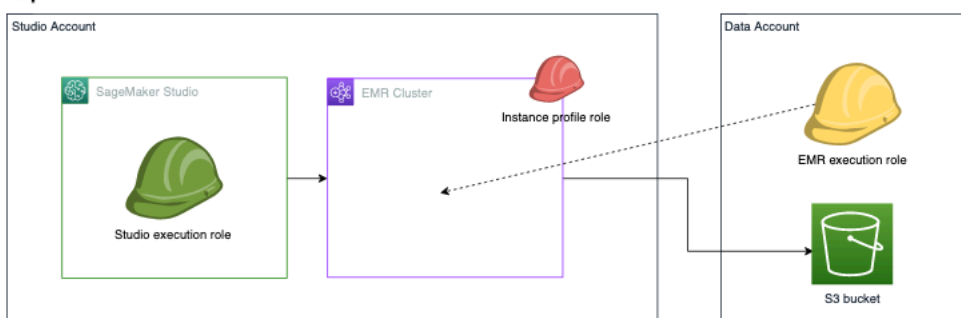 Studio Account
Data Account
SageMaker Studio
EMR Cluster
Instance profile role
EMR execution role
Studio execution role
S3 bucket